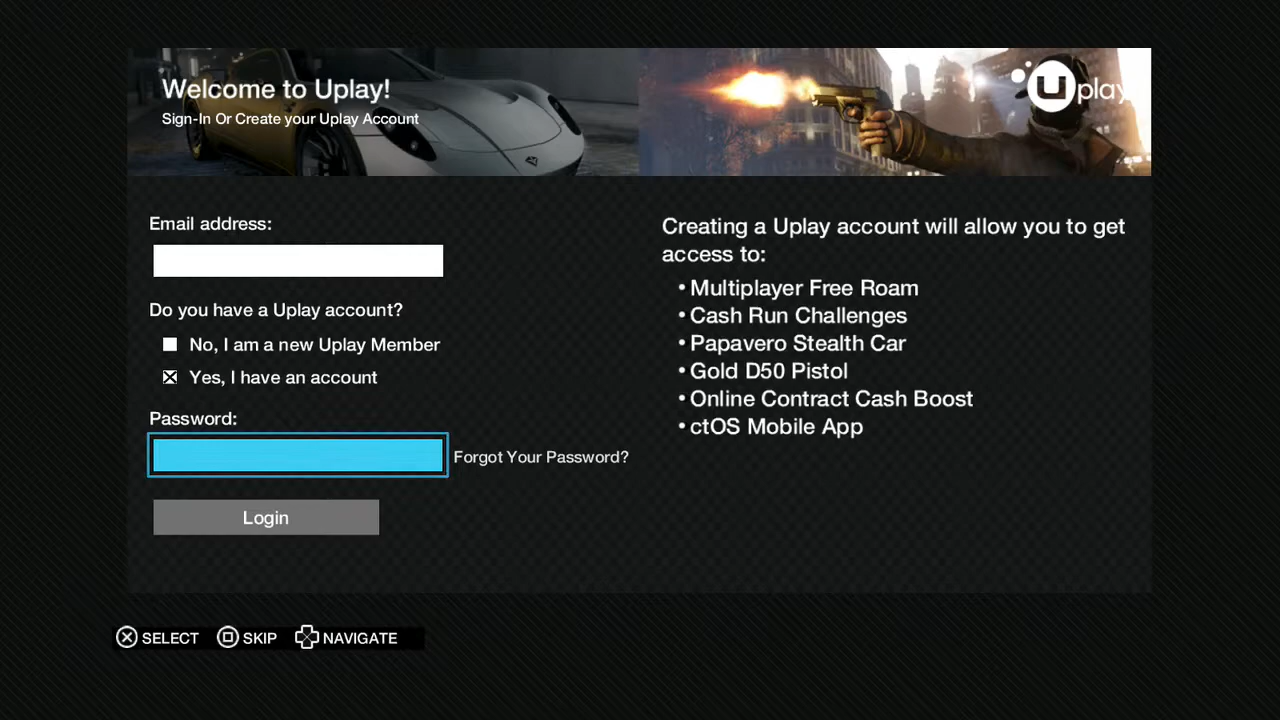 Welcome to Uplay!
Sign-In Or Create your Uplay Account
Uplay
Email address:
Do you have a Uplay account?
No, I am a new Uplay Member
Yes, I have an account
Password:
Forgot Your Password?
Login
Creating a Uplay account will allow you to get
access to:
• Multiplayer Free Roam
• Cash Run Challenges
• Papavero Stealth Car
• Gold D50 Pistol
• Online Contract Cash Boost
• ctOS Mobile App
SELECT SKIP NAVIGATE